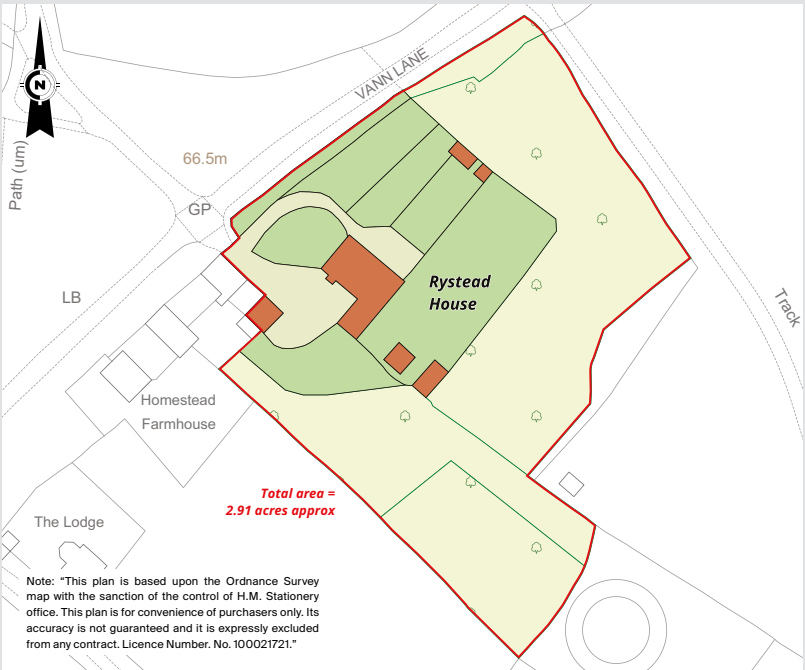 VANN LANE
N
Path (um)
66.5m
GP
Rystead
House
LB
Track
Homestead
Farmhouse
Total area =
2.91 acres approx
The Lodge
Note: “This plan is based upon the Ordnance Survey
map with the sanction of the control of H.M. Stationery
office. This plan is for convenience of purchasers only. Its
accuracy is not guaranteed and it is expressly excluded
from any contract. Licence Number. No. 100021721.”